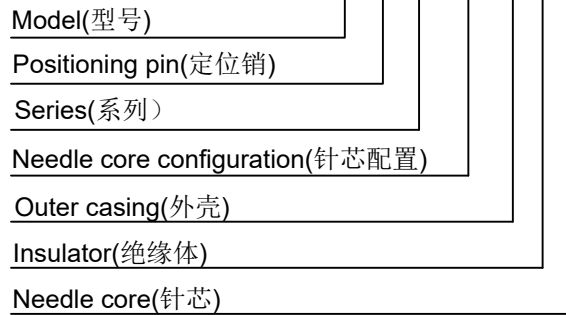 Model(型号)
Positioning pin(定位销)
Series(系列）
Needle core configuration(针芯配置)
Outer casing(外壳)
Insulator(绝缘体)
Needle core(针芯)